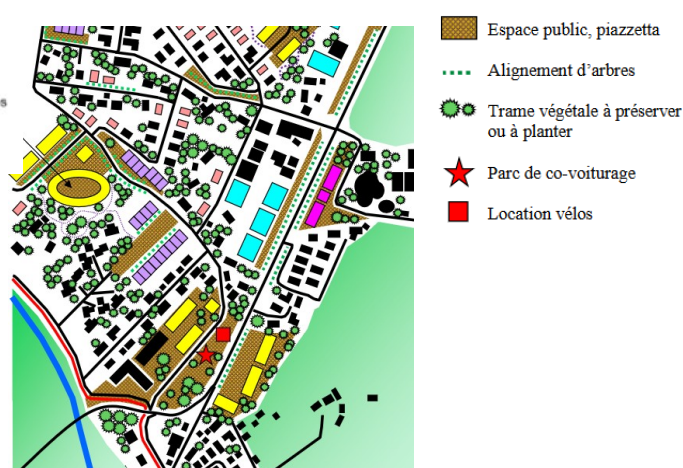 Espace public, piazzetta
Alignement d'arbres
Trame végétale à préserver
ou à planter
Parc de co-voiturage
Location vélos